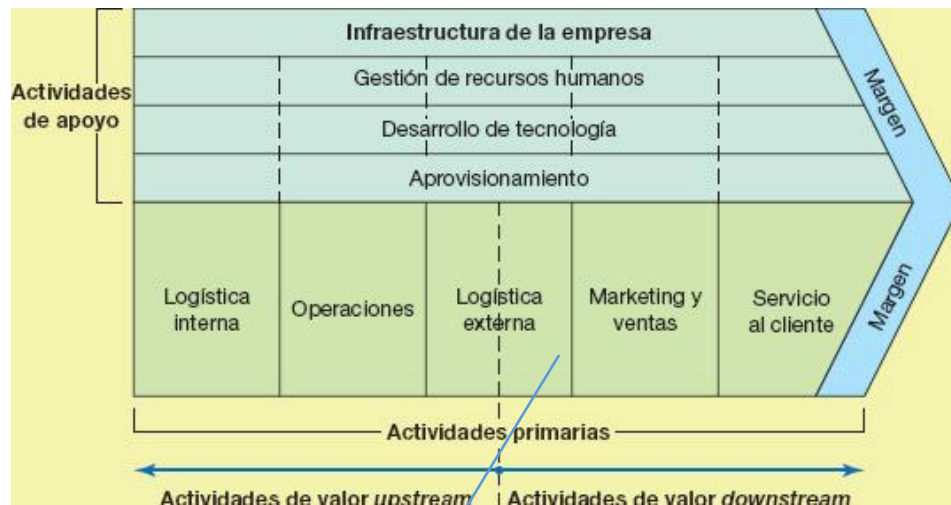 Infraestructura de la empresa
Gestión de recursos humanos
Desarrollo de tecnología
Aprovisionamiento
Actividades
de apoyo
Logística
interna
Operaciones
Logística
externa
Marketing y
ventas
Servicio
al cliente
Margen
Margen
Actividades primarias
Actividades de valor upstream
Actividades de valor downstream